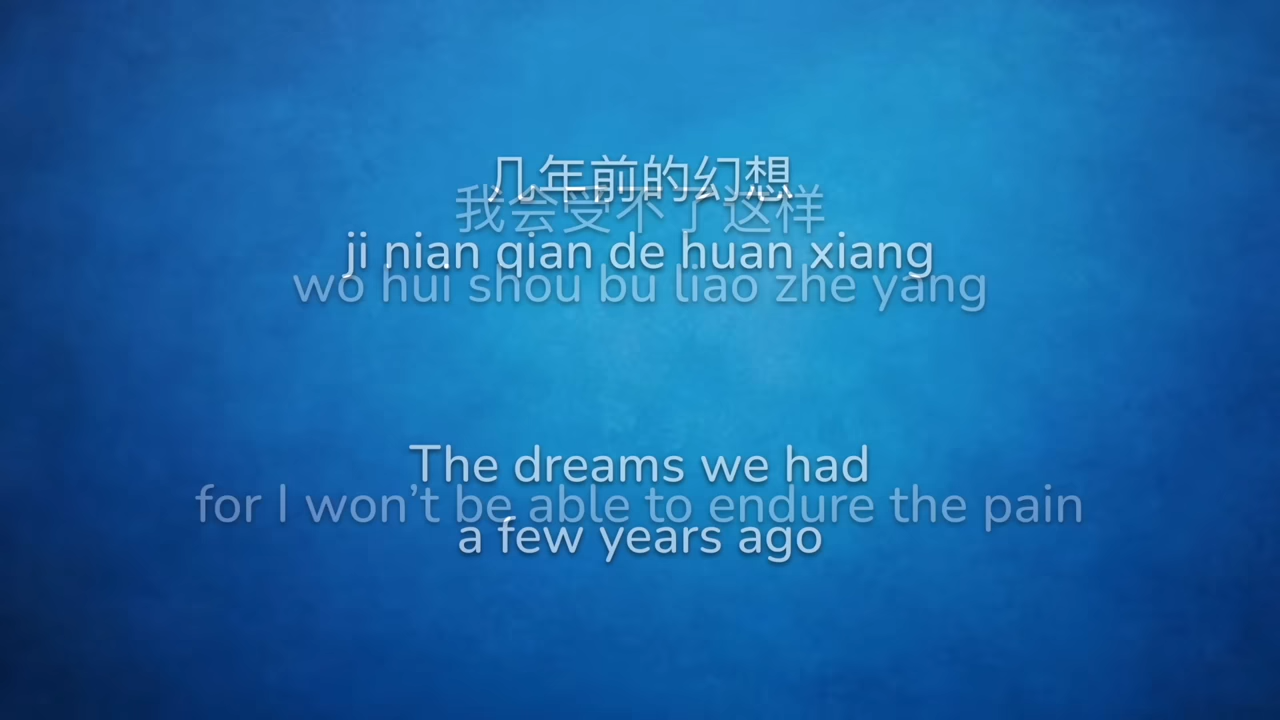 几年前的幻想
我会受不了这样
ji nian qian de huan xiang
wo hui shou bu liao zhe yang
The dreams we had
for I won’t be able to endure the pain
a few years ago